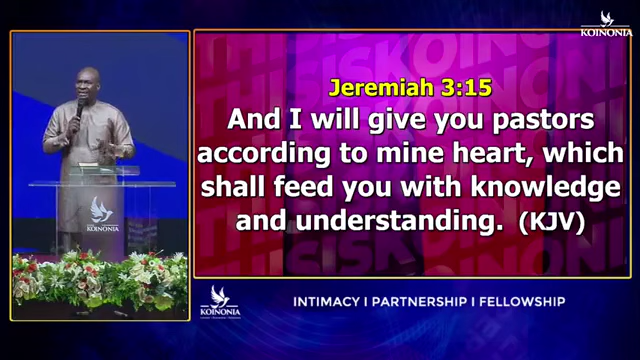 KOINONIA
Jeremiah 3:15
And I will give you pastors
according to mine heart, which
shall feed you with knowledge
and understanding. (KJV)
KOINONIA
KOINONIA
INTIMACY I PARTNERSHIP I FELLOWSHIP